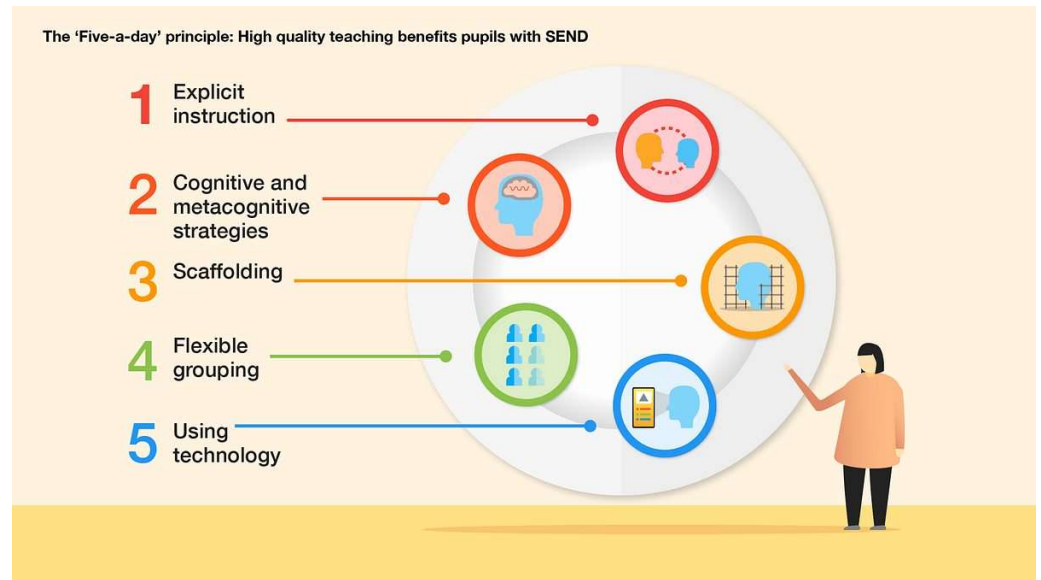 The ‘Five-a-day’ principle: High quality teaching benefits pupils with SEND
1
Explicit
instruction
2
Cognitive and
metacognitive
strategies
3
Scaffolding
4
Flexible
grouping
5
Using
technology